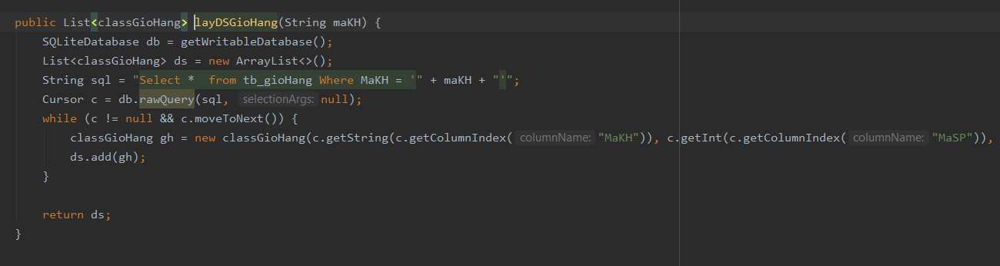 public List<classGioHang> layDSGioHang(String maKH) {
SQLiteDatabase db = getWritableDatabase();
List<classGioHang> ds = new ArrayList<>();
String sql = "Select *  from tb_gioHang Where MaKH = '" + maKH + "'";
Cursor c = db.rawQuery(sql, selectionArgs: null);
while (c != null && c.moveToNext()) {
classGioHang gh = new classGioHang(c.getString(c.getColumnIndex( columnName: "MaKH")), c.getInt(c.getColumnIndex( columnName: "MaSP")),
ds.add(gh);
}
return ds;
}